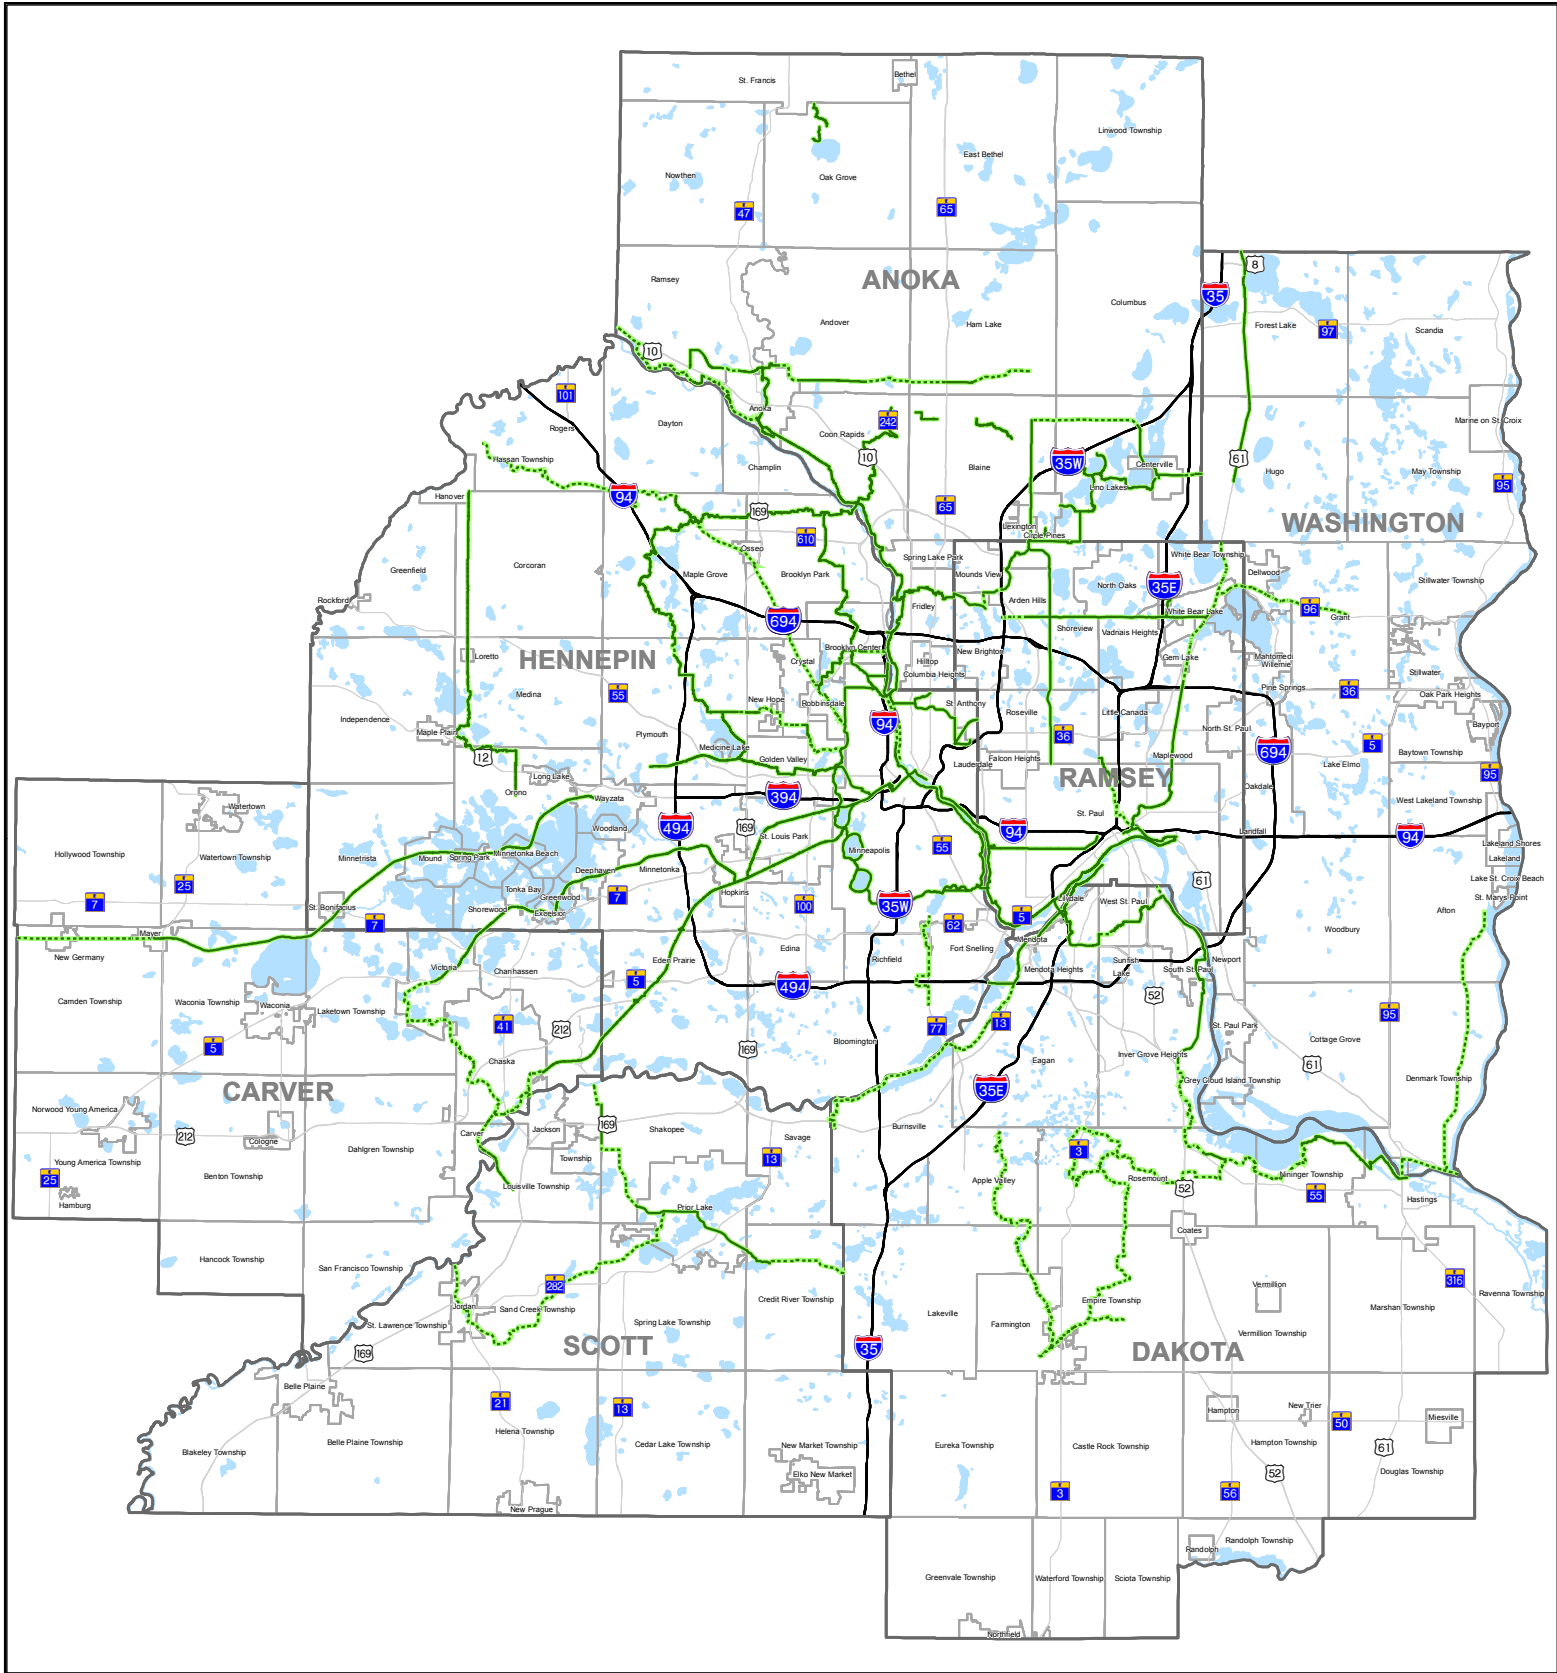 St. Francis
Bethel
Linwood Township
East Bethel
Nowthen
Oak Grove
47
65
Ramsey
ANOKA
8
35
Columbus
Andover
Ham Lake
Forest Lake
97
Scandia
10
101
Anoka
Rogers
Dayton
242
Coon Rapids
Marine on St. Croix
10
Hassan Township
Champlin
Blaine
35W
Centerville
61
Hugo
May Township
95
Lino Lakes
Hanover
94
169
65
Lexington
WASHINGTON
Circle Pines
610
Osseo
Spring Lake Park
White Bear Township
Greenfield
Corcoran
Maple Grove
Brooklyn Park
Mounds View
North Oaks
35E
Dellwood
Stillwater Township
Rockford
Fridley
Arden Hills
96
Grant
694
White Bear Lake
Shoreview
Vadnais Heights
Brooklyn Center
New Brighton
Loretto
HENNEPIN
Crystal
Hilltop
Columbia Heights
Gem Lake
Mahtomedi
Willernie
Stillwater
Medina
55
New Hope
Robbinsdale
St. Anthony
Pine Springs
36
Oak Park Heights
Independence
Roseville
Little Canada
Maple Plain
Plymouth
94
36
North St. Paul
Bayport
Medicine Lake
694
5
Baytown Township
12
Golden Valley
Lauderdale
Falcon Heights
Maplewood
Lake Elmo
Long Lake
RAMSEY
95
Orono
Wayzata
394
Oakdale
West Lakeland Township
Watertown
Woodland
494
169
St. Louis Park
94
St. Paul
Landfall
94
Lakeland Shores
Hollywood Township
Watertown Township
Minnetrista
Mound
Spring Park
Minnetonka Beach
Minneapolis
55
Lakeland
Deephaven
Minnetonka
25
Tonka Bay
Greenwood
Hopkins
61
Lake St. Croix Beach
7
St. Bonifacius
Shorewood
Excelsior
7
100
35W
Lilydale
West St. Paul
St. Marys Point
7
5
Afton
Mayer
62
Woodbury
New Germany
Edina
Fort Snelling
Mendota
Victoria
Chanhassen
Eden Prairie
Richfield
Mendota Heights
Sunfish
Lake
South St. Paul
Newport
5
494
52
Camden Township
Waconia Township
Waconia
Laketown Township
41
212
77
13
St. Paul Park
95
5
169
Bloomington
Cottage Grove
Chaska
Eagan
Inver Grove Heights
61
CARVER
35E
Grey Cloud Island Township
Denmark Township
Norwood Young America
212
Cologne
Carver
Jackson
Township
169
Shakopee
Savage
Burnsville
Young America Township
Dahlgren Township
13
3
25
Benton Township
Louisville Township
Apple Valley
Rosemount
52
Nininger Township
55
Hastings
Hamburg
Prior Lake
Coates
Hancock Township
San Francisco Township
282
Credit River Township
Vermillion
316
Ravenna Township
Jordan
Sand Creek Township
Empire Township
Marshan Township
St. Lawrence Township
Spring Lake Township
Lakeville
Farmington
Vermillion Township
169
SCOTT
35
DAKOTA
Belle Plaine
21
13
Hampton
New Trier
50
Miesville
Helena Township
Blakeley Township
Belle Plaine Township
Cedar Lake Township
New Market Township
Eureka Township
Castle Rock Township
Hampton Township
61
Elko New Market
52
Douglas Township
3
56
New Prague
Randolph
Randolph Township
Greenvale Township
Waterford Township
Sciota Township
Northfield